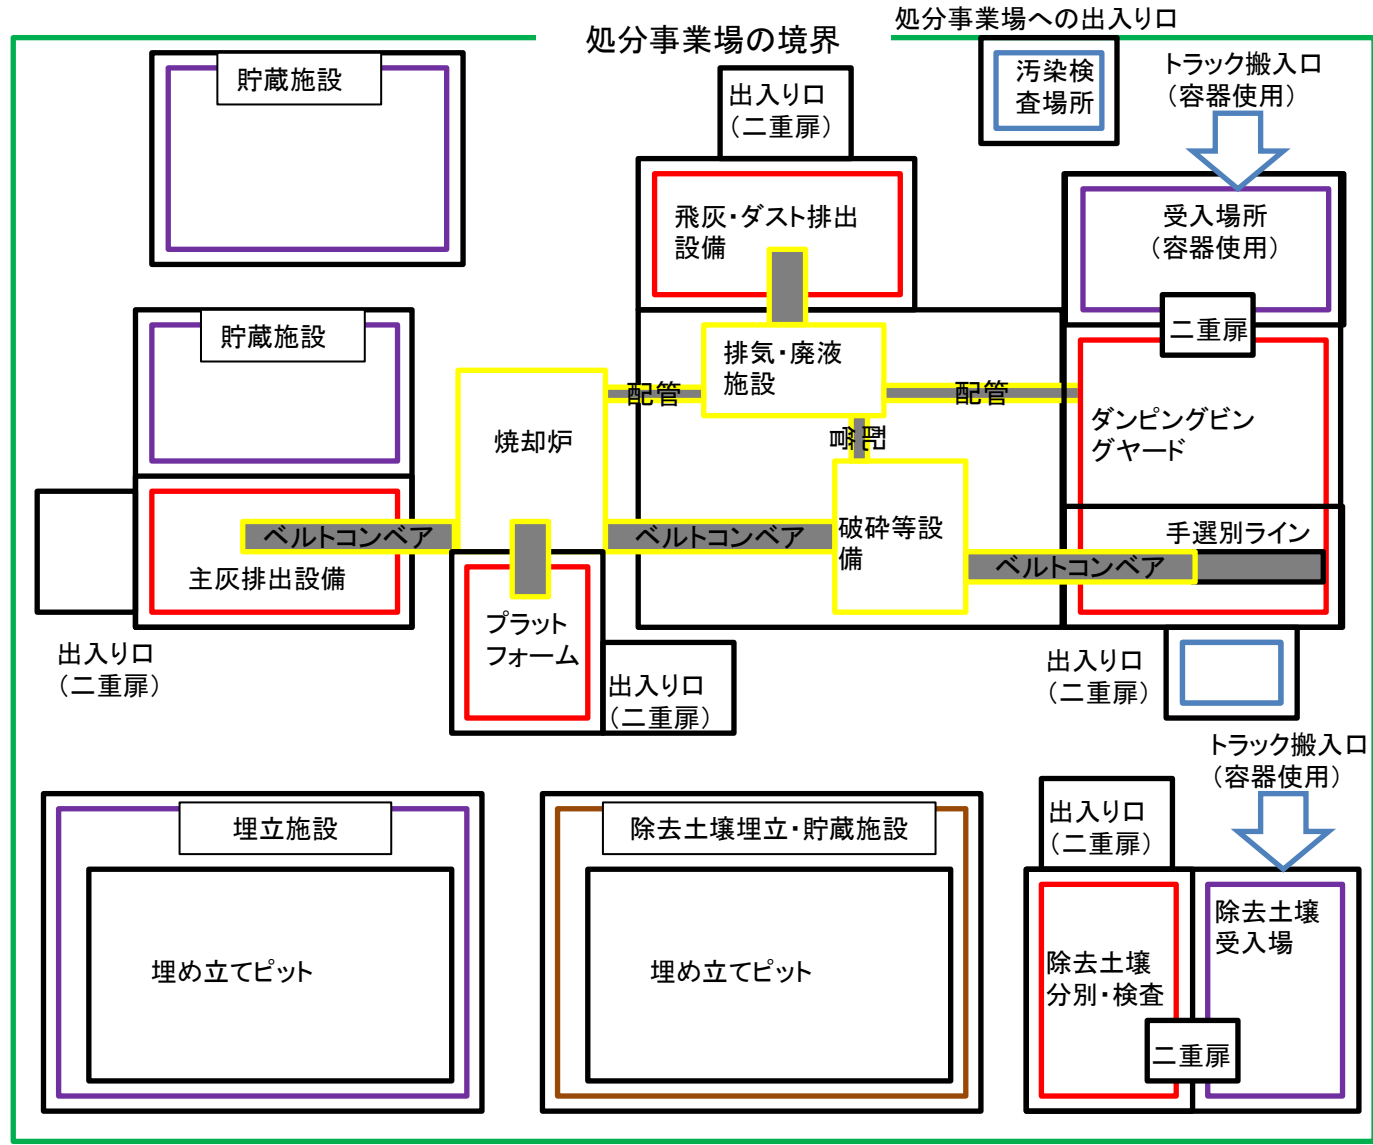 処分事業場への出入り口
処分事業場の境界
貯蔵施設
出入り口
（二重扉）
汚染検
査場所
トラック搬入口
（容器使用）
飛灰・ダスト排出
設備
受入場所
（容器使用）
二重扉
貯蔵施設
排気・廃液
施設
配管
配管
配管
焼却炉
ダンピングビン
グヤード
ベルトコンベア
ベルトコンベア
破砕等設
備
手選別ライン
ベルトコンベア
主灰排出設備
プラット
フォーム
出入り口
（二重扉）
出入り口
（二重扉）
出入り口
（二重扉）
トラック搬入口
（容器使用）
埋立施設
除去土壌埋立・貯蔵施設
出入り口
（二重扉）
除去土壌
受入場
埋め立てピット
埋め立てピット
除去土壌
分別・検査
二重扉